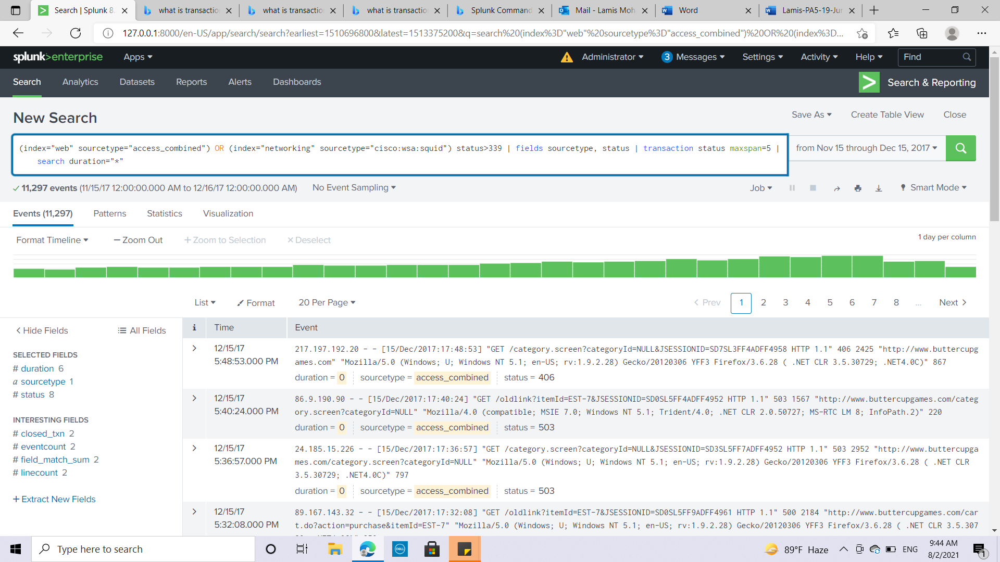 Search | Splunk 8.
what is transactio
what is transactio
what is transactio
Splunk Command
Mail - Lamis Moh
Word
Lamis-PA5-19-Jun
127.0.0.1:8000/en-US/app/search/search?earliest=1510696800&latest=1513375200&q=search%20(index%3D"web"%20sourcetype%3D"access_combined")%20OR%20(index%3D...
splunk>enterprise
Apps
Administrator
3 Messages
Settings
Activity
Help
Find
Search
Analytics
Datasets
Reports
Alerts
Dashboards
Search & Reporting
New Search
Save As
Create Table View
Close
(index="web" sourcetype="access_combined") OR (index="networking" sourcetype="cisco:wsa:squid") status>339 | fields sourcetype, status | transaction status maxspan=5 |
search duration="*"
from Nov 15 through Dec 15, 2017
11,297 events (11/15/17 12:00:00.000 AM to 12/16/17 12:00:00.000 AM)
No Event Sampling
Job
Smart Mode
Events (11,297)
Patterns
Statistics
Visualization
Format Timeline
— Zoom Out
+ Zoom to Selection
× Deselect
1 day per column
List
Format
20 Per Page
< Prev
1
2
3
4
5
6
7
8
...
Next >
< Hide Fields
All Fields
SELECTED FIELDS
# duration 6
a sourcetype 1
# status 8
INTERESTING FIELDS
# closed_txn 2
# eventcount 2
# field_match_sum 2
# linecount 2
+ Extract New Fields
i
Time
Event
12/15/17
5:48:53.000 PM
217.197.192.20 - - [15/Dec/2017:17:48:53] "GET /category.screen?categoryId=NULL&JSESSIONID=SD7SL3FF4ADFF4958 HTTP 1.1" 406 2425 "http://www.buttercupg
ames.com" "Mozilla/5.0 (Windows; U; Windows NT 5.1; en-US; rv:1.9.2.28) Gecko/20120306 YFF3 Firefox/3.6.28 ( .NET CLR 3.5.30729; .NET4.0C)" 867
duration = 0
sourcetype = access_combined
status = 406
12/15/17
5:40:24.000 PM
86.9.190.90 - - [15/Dec/2017:17:40:24] "GET /oldlink?itemId=EST-7&JSESSIONID=SD0SL5FF4ADFF4952 HTTP 1.1" 503 1567 "http://www.buttercupgames.com/categ
ory.screen?categoryId=NULL" "Mozilla/4.0 (compatible; MSIE 7.0; Windows NT 5.1; Trident/4.0; .NET CLR 2.0.50727; MS-RTC LM 8; InfoPath.2)" 220
duration = 0
sourcetype = access_combined
status = 503
12/15/17
5:36:57.000 PM
24.185.15.226 - - [15/Dec/2017:17:36:57] "GET /category.screen?categoryId=NULL&JSESSIONID=SD3SL5FF7ADFF4952 HTTP 1.1" 503 2952 "http://www.buttercupga
mes.com/category.screen?categoryId=NULL" "Mozilla/5.0 (Windows; U; Windows NT 5.1; en-US; rv:1.9.2.28) Gecko/20120306 YFF3 Firefox/3.6.28 ( .NET CLR
3.5.30729; .NET4.0C)" 797
duration = 0
sourcetype = access_combined
status = 503
12/15/17
5:32:08.000 PM
89.167.143.32 - - [15/Dec/2017:17:32:08] "GET /oldlink?itemId=EST-7&JSESSIONID=SD0SL5FF9ADFF4961 HTTP 1.1" 500 2184 "http://www.buttercupgames.com/car
t.do?action=purchase&itemId=EST-7" "Mozilla/5.0 (Windows; U; Windows NT 5.1; en-US; rv:1.9.2.28) Gecko/20120306 YFF3 Firefox/3.6.28 ( .NET CLR 3.5.307
Type here to search
DELL
89°F Haze
ENG
9:44 AM
8/2/2021
1